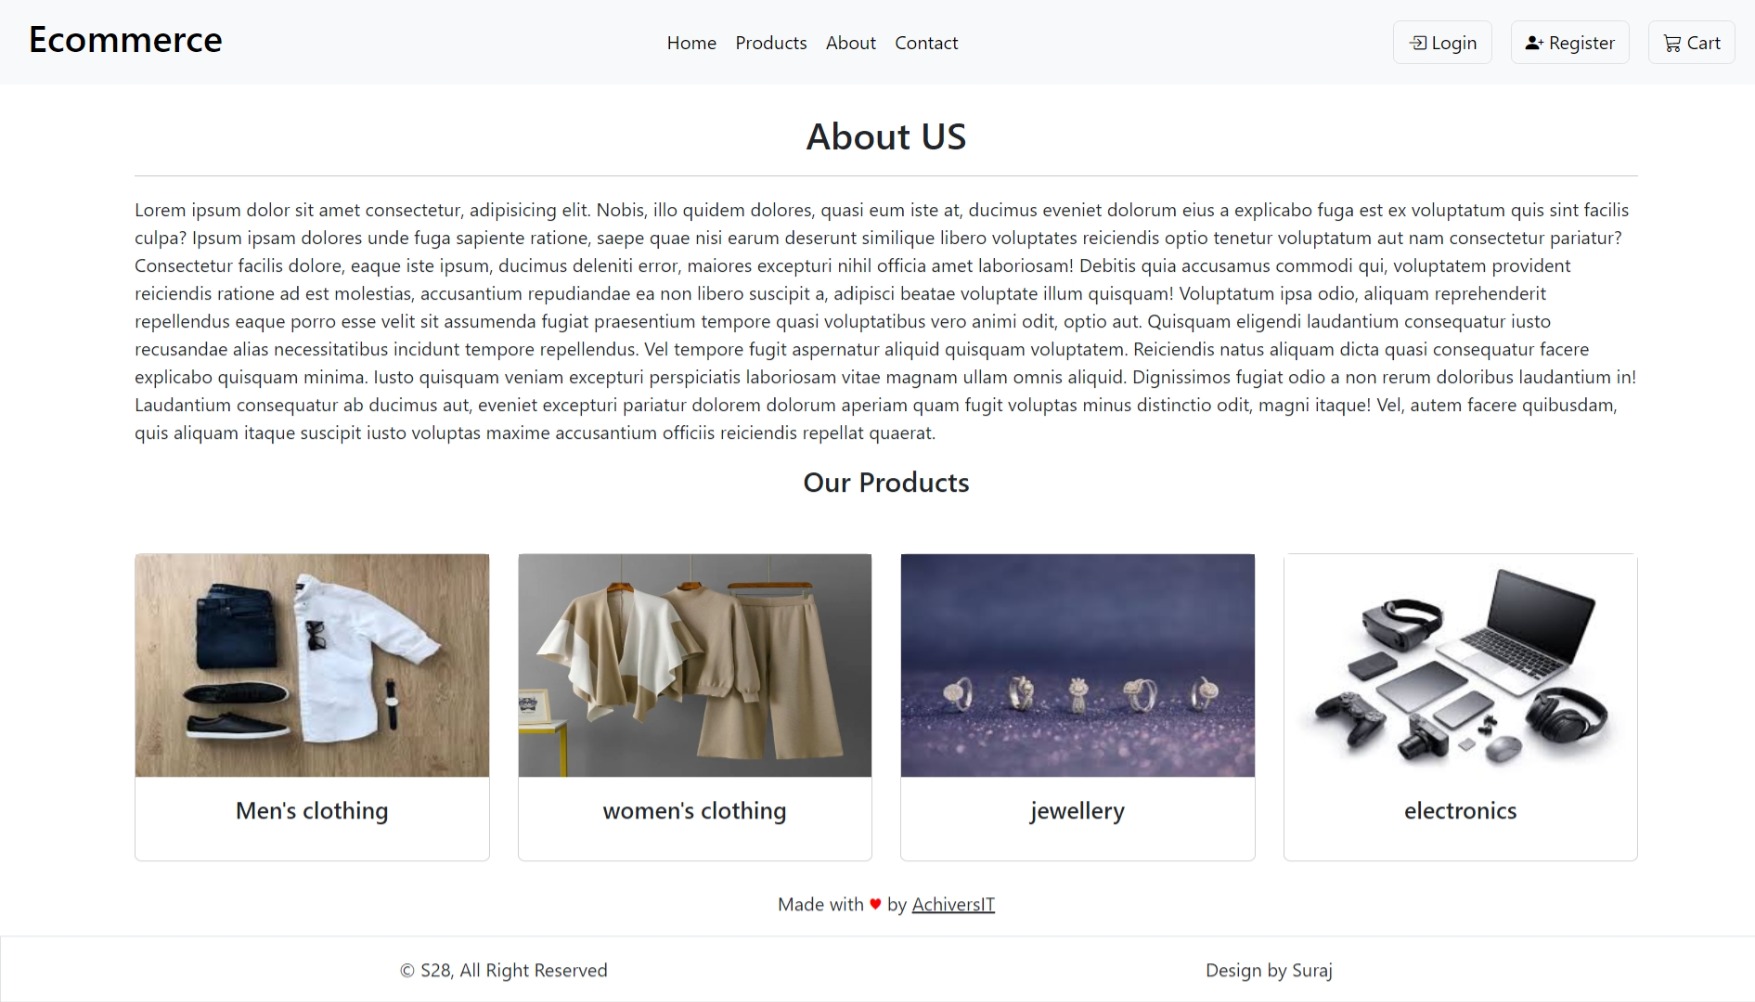 Ecommerce
Home Products About Contact
Login Register Cart
About US
Lorem ipsum dolor sit amet consectetur, adipisicing elit. Nobis, illo quidem dolores, quasi eum iste at, ducimus eveniet dolorum eius a explicabo fuga est ex voluptatum quis sint facilis
culpa? Ipsum ipsam dolores unde fuga sapiente ratione, saepe quae nisi earum deserunt similique libero voluptates reiciendis optio tenetur voluptatum aut nam consectetur pariatur?
Consectetur facilis dolore, eaque iste ipsum, ducimus deleniti error, maiores excepturi nihil officia amet laboriosam! Debitis quia accusamus commodi qui, voluptatem provident
reiciendis ratione ad est molestias, accusantium repudiandae ea non libero suscipit a, adipisci beatae voluptate illum quisquam! Voluptatum ipsa odio, aliquam reprehenderit
repellendus eaque porro esse velit sit assumenda fugiat praesentium tempore quasi voluptatibus vero animi odit, optio aut. Quisquam eligendi laudantium consequatur iusto
recusandae alias necessitatibus incidunt tempore repellendus. Vel tempore fugit aspernatur aliquid quisquam voluptatem. Reiciendis natus aliquam dicta quasi consequatur facere
explicabo quisquam minima. Iusto quisquam veniam excepturi perspiciatis laboriosam vitae magnam ullam omnis aliquid. Dignissimos fugiat odio a non rerum doloribus laudantium in!
Laudantium consequatur ab ducimus aut, eveniet excepturi pariatur dolorem dolorum aperiam quam fugit voluptas minus distinctio odit, magni itaque! Vel, autem facere quibusdam,
quis aliquam itaque suscipit iusto voluptas maxime accusantium officiis reiciendis repellat quaerat.
Our Products
Men's clothing
women's clothing
jewellery
electronics
Made with ♥ by AchiversIT
© S28, All Right Reserved
Design by Suraj